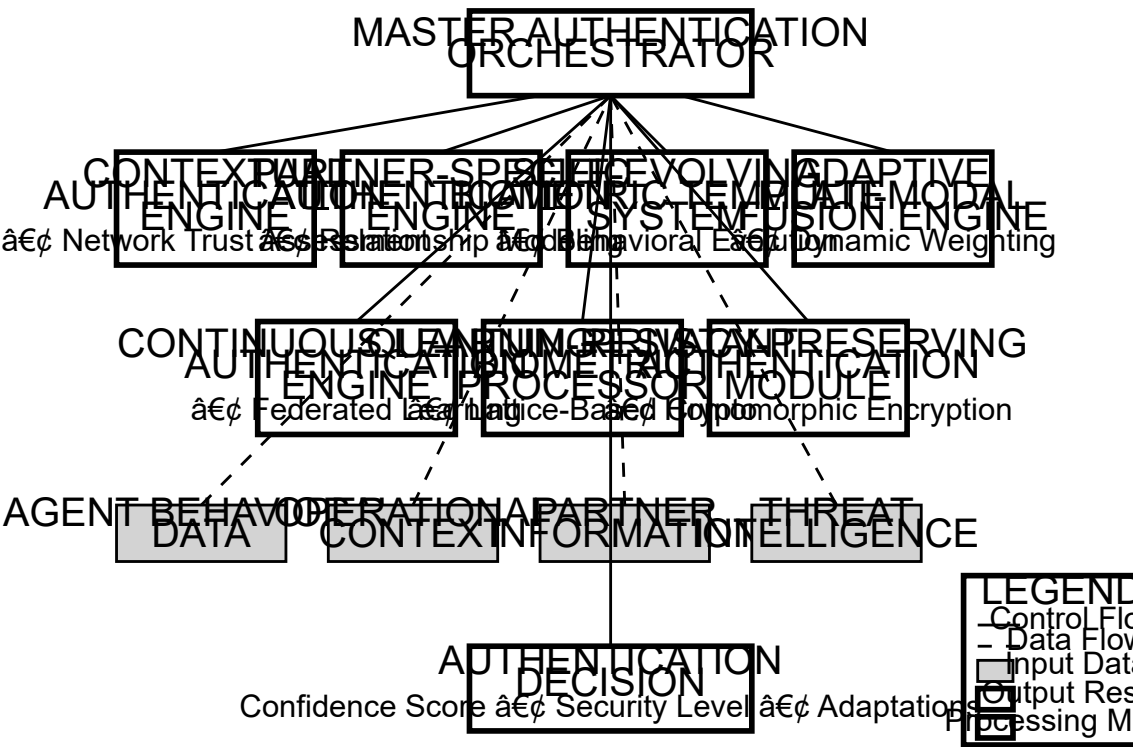 MASTER AUTHENTICATION
ORCHESTRATOR
CONTEXTUAL
AUTHENTICATION
ENGINE
â€¢ Network Trust Assessment
PARTNER-SPECIFIC
AUTHENTICATION
ENGINE
â€¢ Relationship Modeling
SELF-EVOLVING
BIOMETRIC TEMPLATE
SYSTEM
â€¢ Behavioral Evolution
ADAPTIVE
MULTI-MODAL
FUSION ENGINE
â€¢ Dynamic Weighting
CONTINUOUS LEARNING
AUTHENTICATION
ENGINE
â€¢ Federated Learning
QUANTUM-RESISTANT
BIOMETRIC
PROCESSOR
â€¢ Lattice-Based Crypto
PRIVACY-PRESERVING
AUTHENTICATION
MODULE
â€¢ Homomorphic Encryption
AGENT BEHAVIOR
DATA
OPERATIONAL
CONTEXT
PARTNER
INFORMATION
THREAT
INTELLIGENCE
AUTHENTICATION
DECISION
Confidence Score â€¢ Security Level â€¢ Adaptations
LEGEND
Control Flo
Data Flow
Input Data
Output Res
Processing M